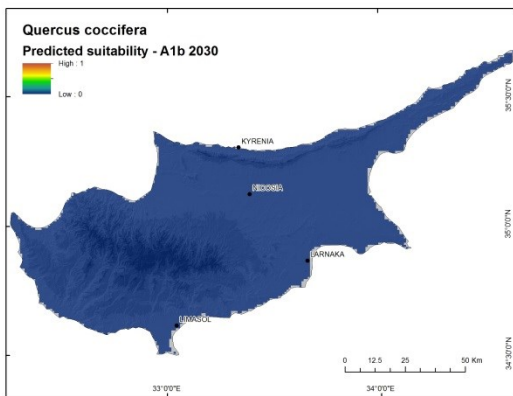 Quercus coccifera
Predicted suitability - A1b 2030
High : 1
Low : 0
KYRENIA
NICOSIA
LARNAKA
LIMASOL
35°30'0"N
35°0'0"N
34°30'0"N
0 12.5 25 50 Km
33°0'0"E
34°0'0"E